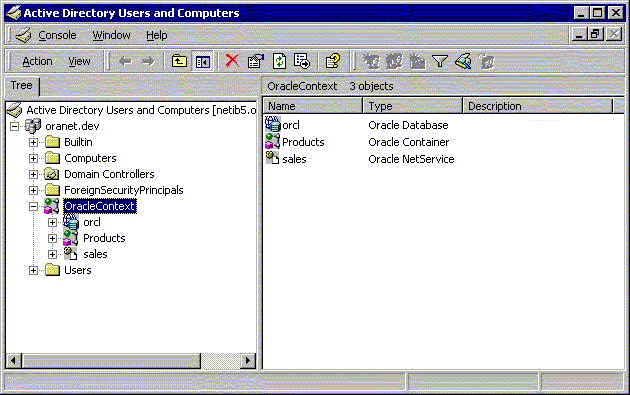 Active Directory Users and Computers
Console Window Help
Action View
Tree
OracleContext 3 objects
Active Directory Users and Computers [netib5.o
oranet.dev
Builtin
Computers
Domain Controllers
ForeignSecurityPrincipals
OracleContext
orcl
Products
sales
Users
Name Type Description
orcl Oracle Database
Products Oracle Container
sales Oracle NetService